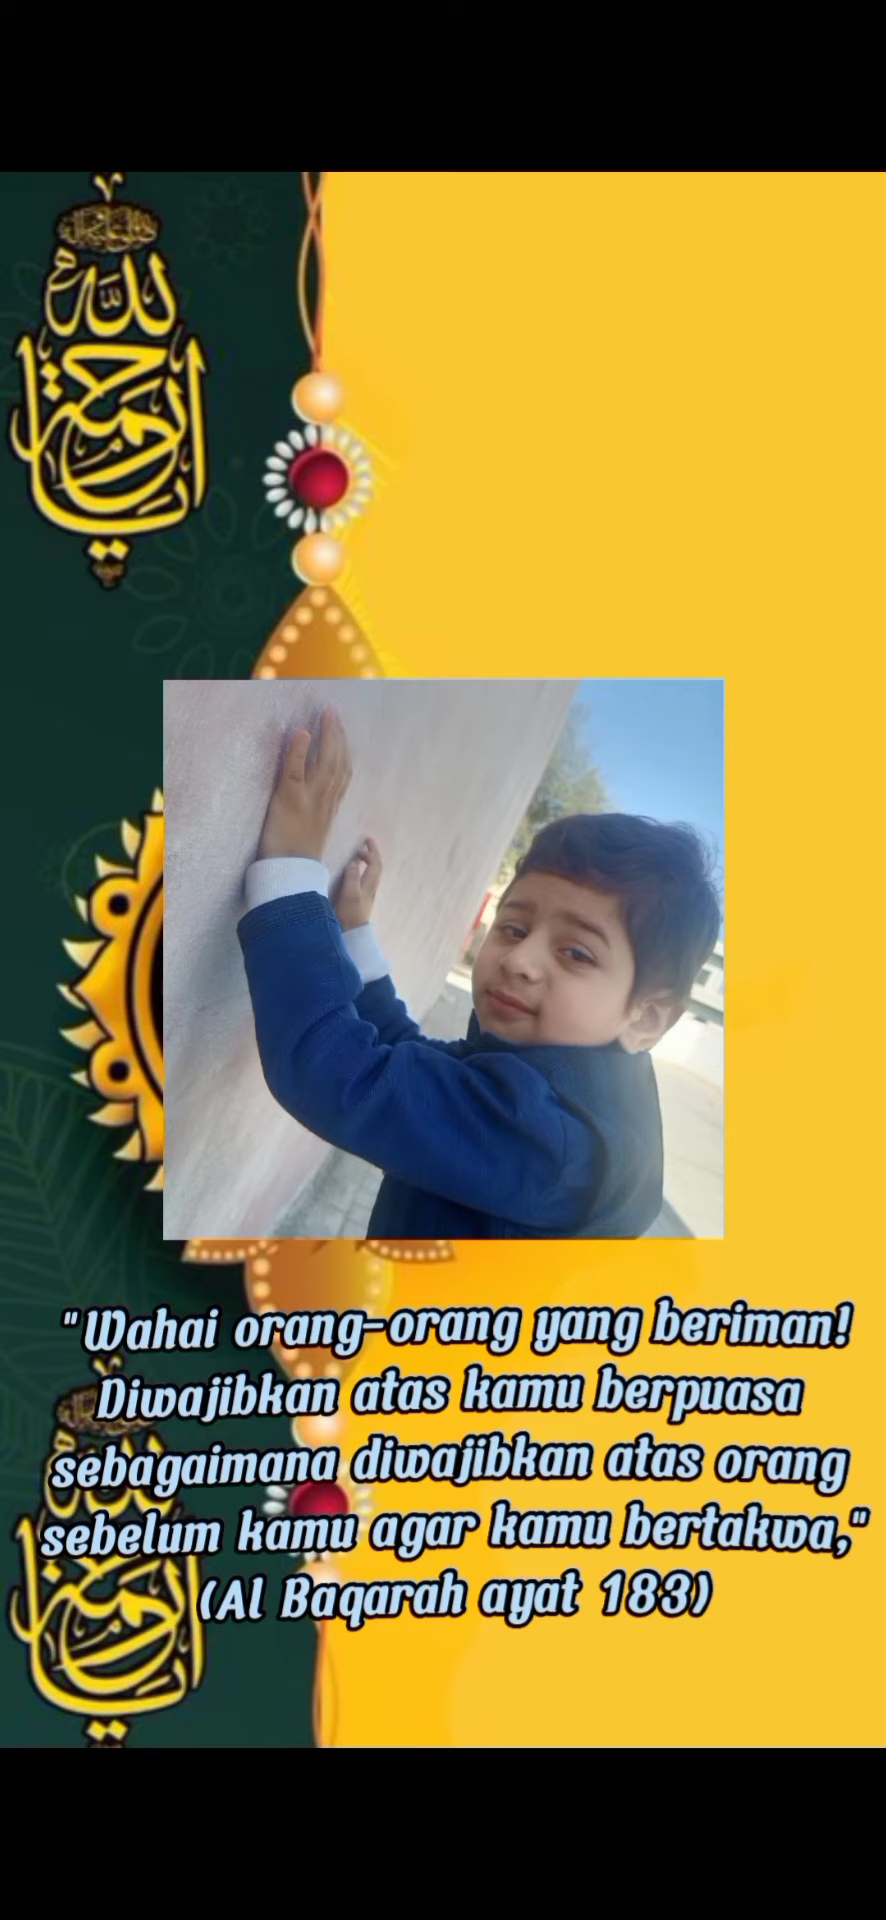 "Wahai orang-orang yang beriman!
Diwajibkan atas kamu berpuasa
sebagaimana diwajibkan atas orang
sebelum kamu agar kamu bertakwa,"
(Al Baqarah ayat 183)